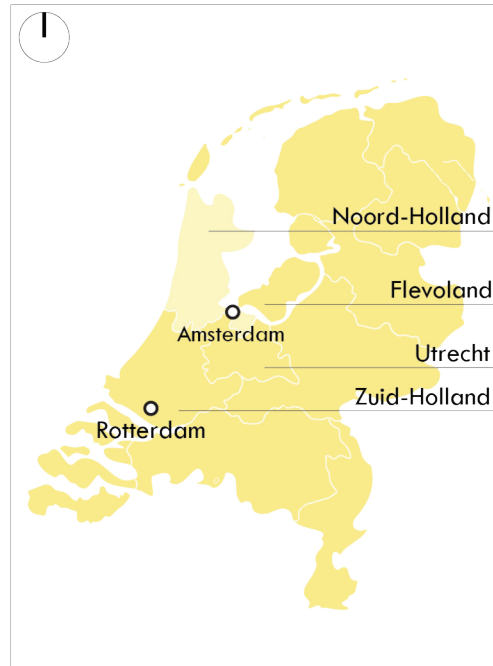 Noord-Holland
Flevoland
Amsterdam
Utrecht
Zuid-Holland
Rotterdam